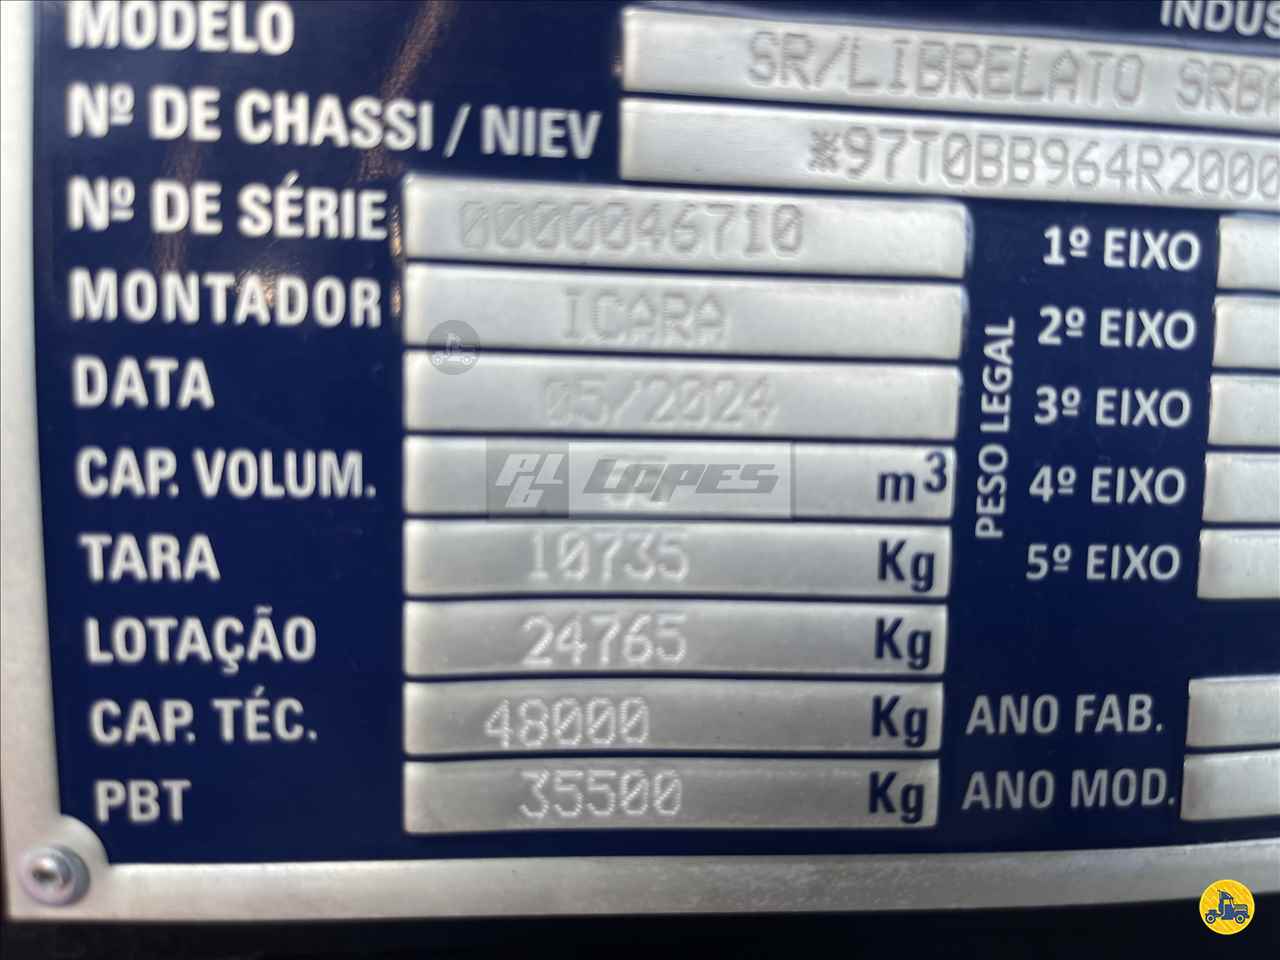 INDUS
MODELO SR/LIBRELATO SRBA
Nº DE CHASSI / NIEV *97T0BB964R2000
Nº DE SÉRIE 0000046710
MONTADOR ICARA
DATA 05/2024
CAP. VOLUM. m³
LOPES
TARA 10735 Kg
LOTAÇÃO 24765 Kg
CAP. TÉC. 48000 Kg
PBT 35500 Kg
PESO LEGAL
1º EIXO
2º EIXO
3º EIXO
4º EIXO
5º EIXO
ANO FAB.
ANO MOD.